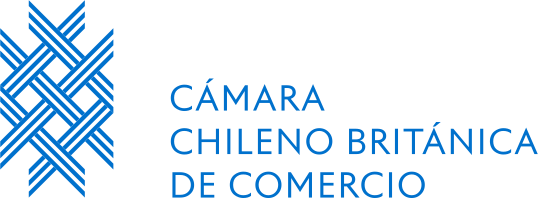 CÁMARA
CHILENO BRITÁNICA
DE COMERCIO